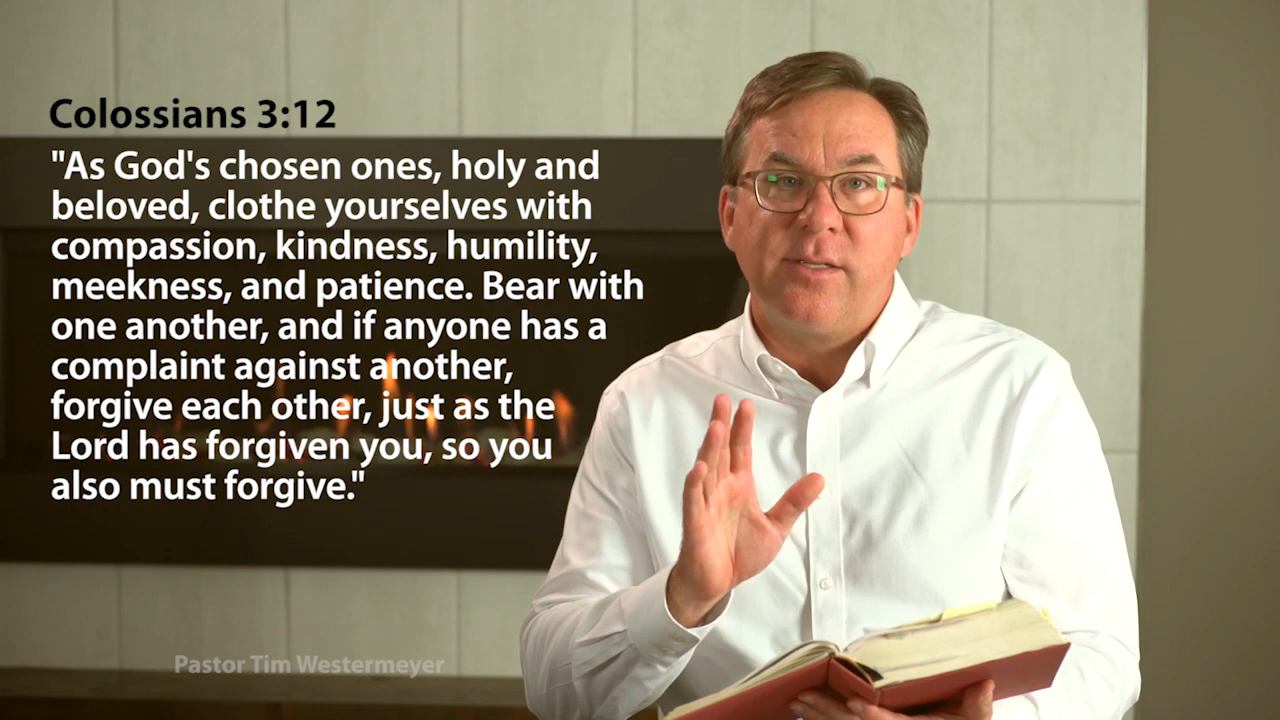 Colossians 3:12
"As God's chosen ones, holy and
beloved, clothe yourselves with
compassion, kindness, humility,
meekness, and patience. Bear with
one another, and if anyone has a
complaint against another,
forgive each other, just as the
Lord has forgiven you, so you
also must forgive."
Pastor Tim Westermeyer